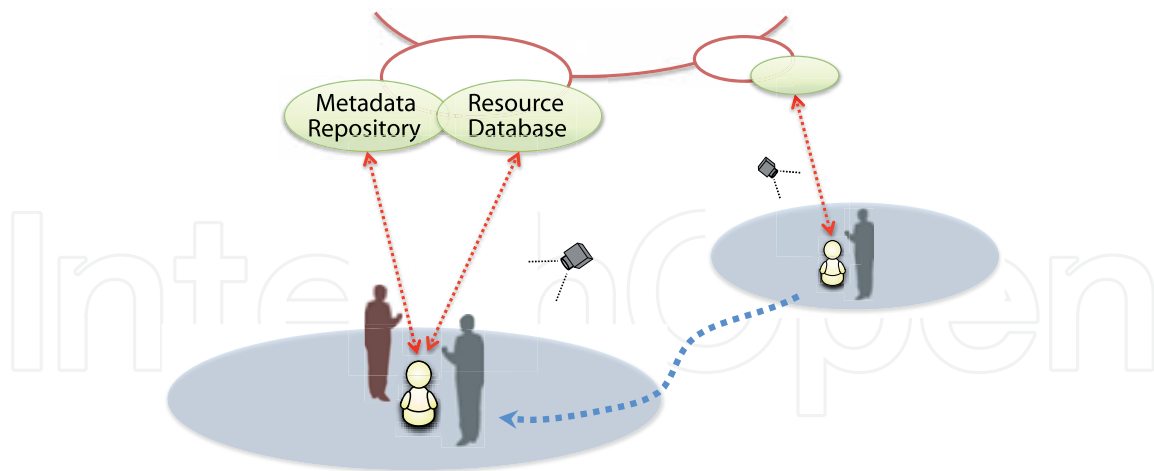 Metadata
Repository
Resource
Database
IntechOpen